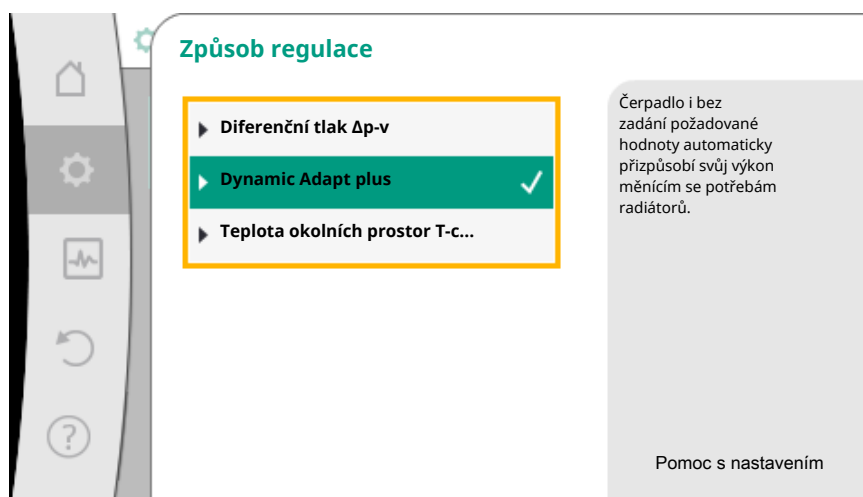 Způsob regulace
Diferenční tlak Δp-v
Dynamic Adapt plus
Teplota okolních prostor T-c...
Čerpadlo i bez
zadání požadované
hodnoty automaticky
přizpůsobí svůj výkon
měnícím se potřebám
radiátorů.
Pomoc s nastavením
?